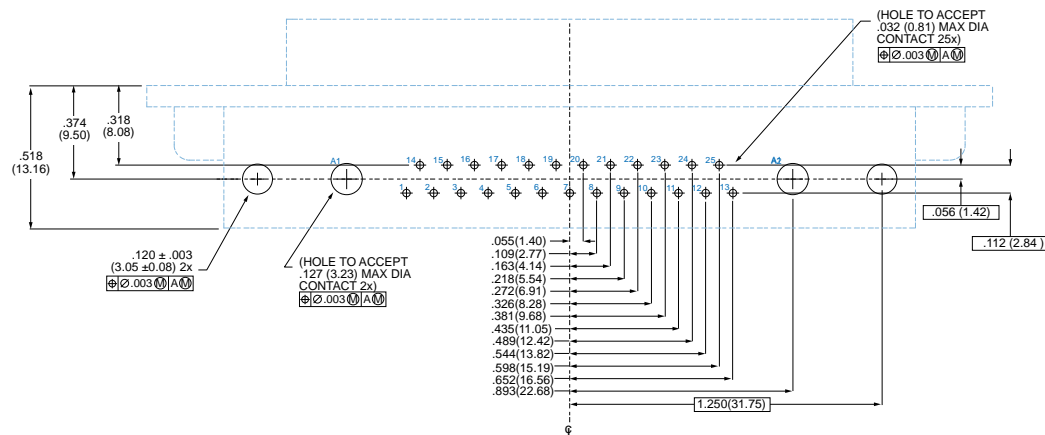 (HOLE TO ACCEPT
.032 (0.81) MAX DIA
CONTACT 25x)
⌖ ∅.003 Ⓜ A Ⓜ
.518
(13.16)
.374
(9.50)
.318
(8.08)
A1 14 15 16 17 18 19 20 21 22 23 24 25 A2
1 2 3 4 5 6 7 8 9 10 11 12 13
.056 (1.42)
.112 (2.84)
.120 ± .003
(3.05 ±0.08) 2x
⌖ ∅.003 Ⓜ A Ⓜ
(HOLE TO ACCEPT
.127 (3.23) MAX DIA
CONTACT 2x)
⌖ ∅.003 Ⓜ A Ⓜ
.055(1.40)
.109(2.77)
.163(4.14)
.218(5.54)
.272(6.91)
.326(8.28)
.381(9.68)
.435(11.05)
.489(12.42)
.544(13.82)
.598(15.19)
.652(16.56)
.893(22.68)
1.250(31.75)
℄